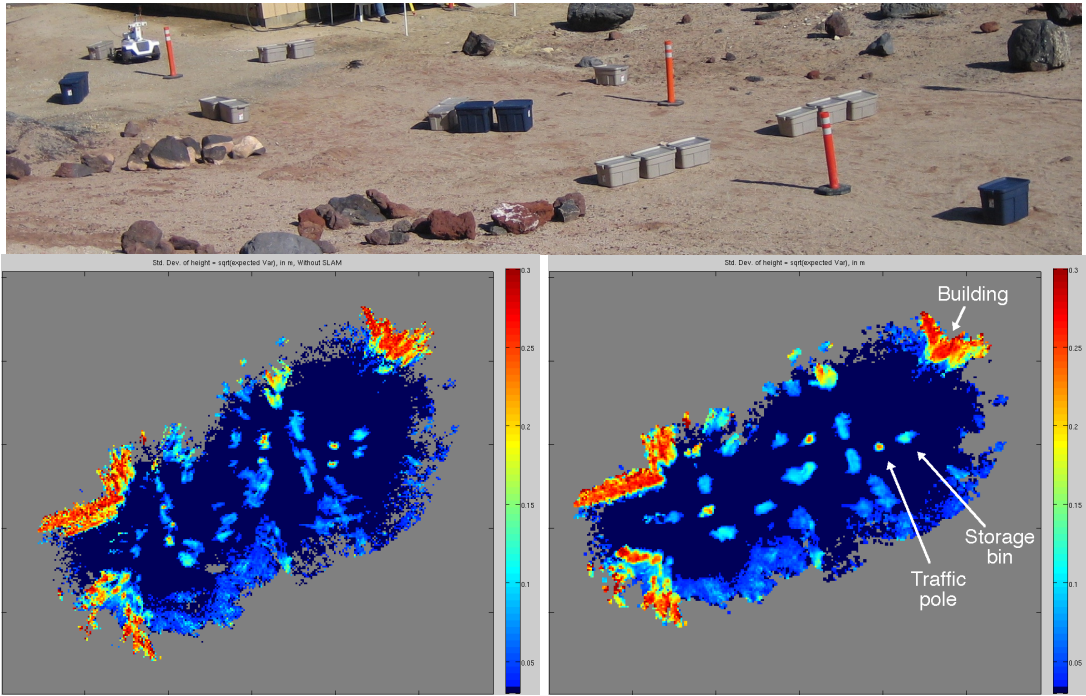 Std. Dev. of height = sqrt(expected Var), in m, Without SLAM
0.3
0.25
0.2
0.15
0.1
0.05
Std. Dev. of height = sqrt(expected Var), in m
0.3
0.25
0.2
0.15
0.1
0.05
Building
Storage
bin
Traffic
pole